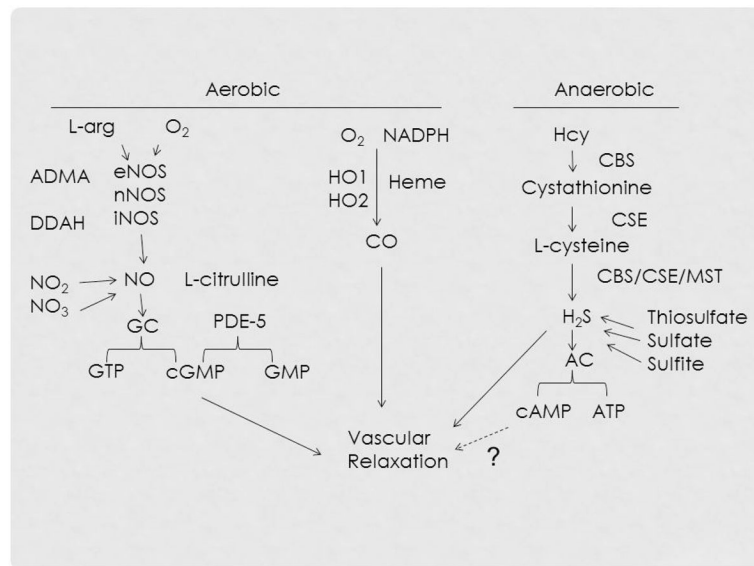 Aerobic
L-arg O₂
ADMA eNOS
nNOS
DDAH iNOS
NO₂ NO L-citrulline
NO₃
GC PDE-5
GTP cGMP GMP
O₂ NADPH
HO1 Heme
HO2
CO
Anaerobic
Hcy
CBS
Cystathionine
CSE
L-cysteine
CBS/CSE/MST
H₂S Thiosulfate
Sulfate
AC Sulfite
cAMP ATP
Vascular
Relaxation ?